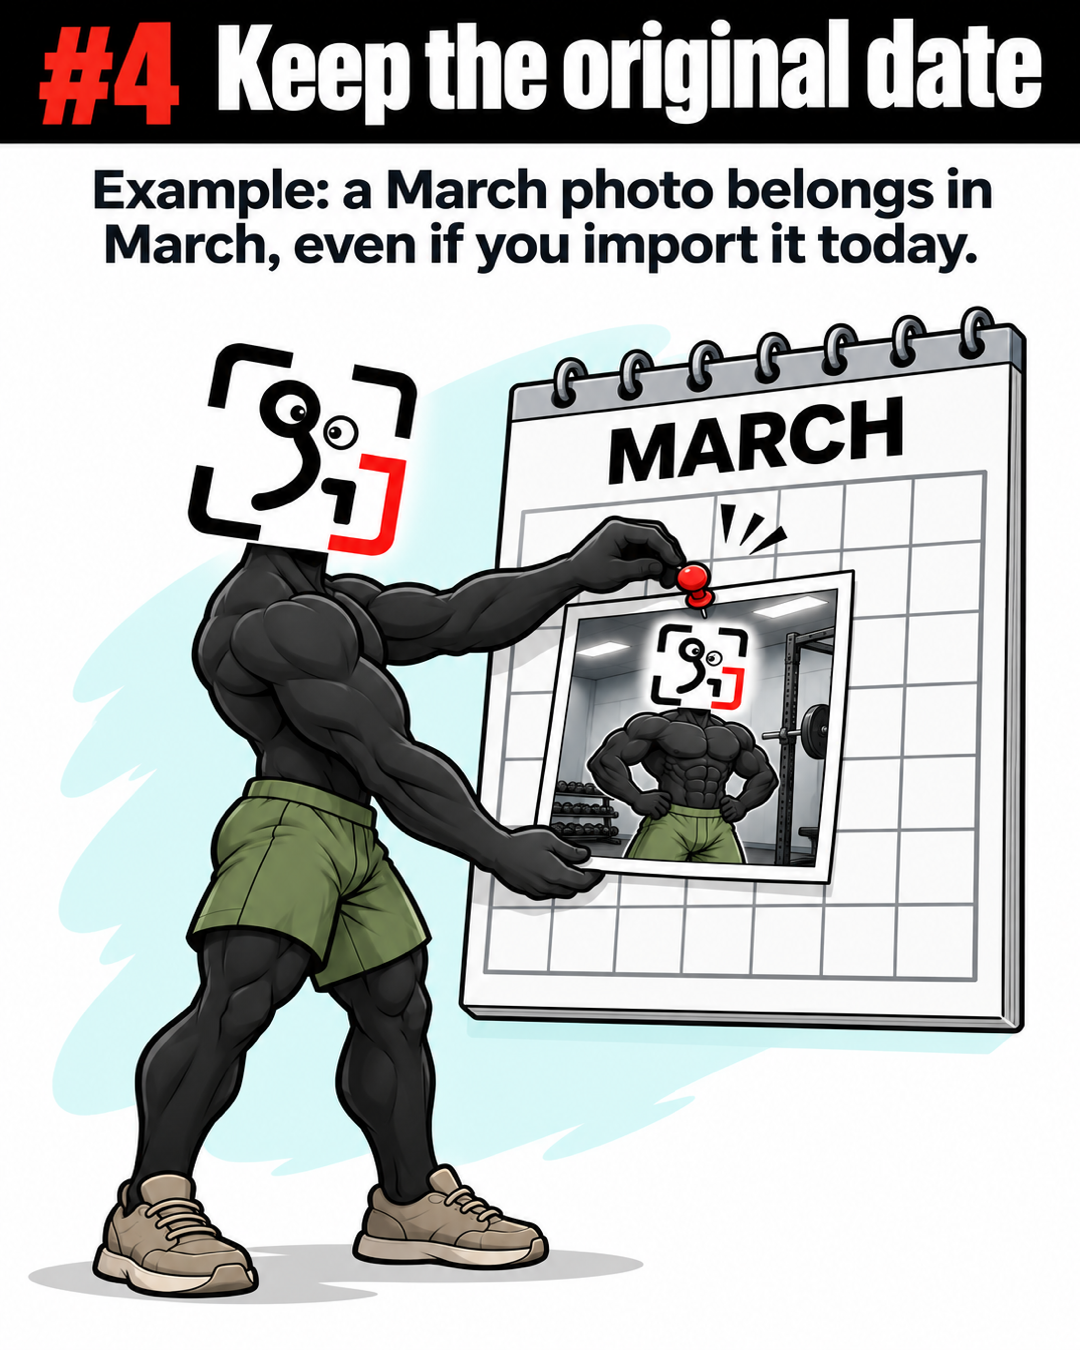 #4 Keep the original date
Example: a March photo belongs in
March, even if you import it today.
MARCH